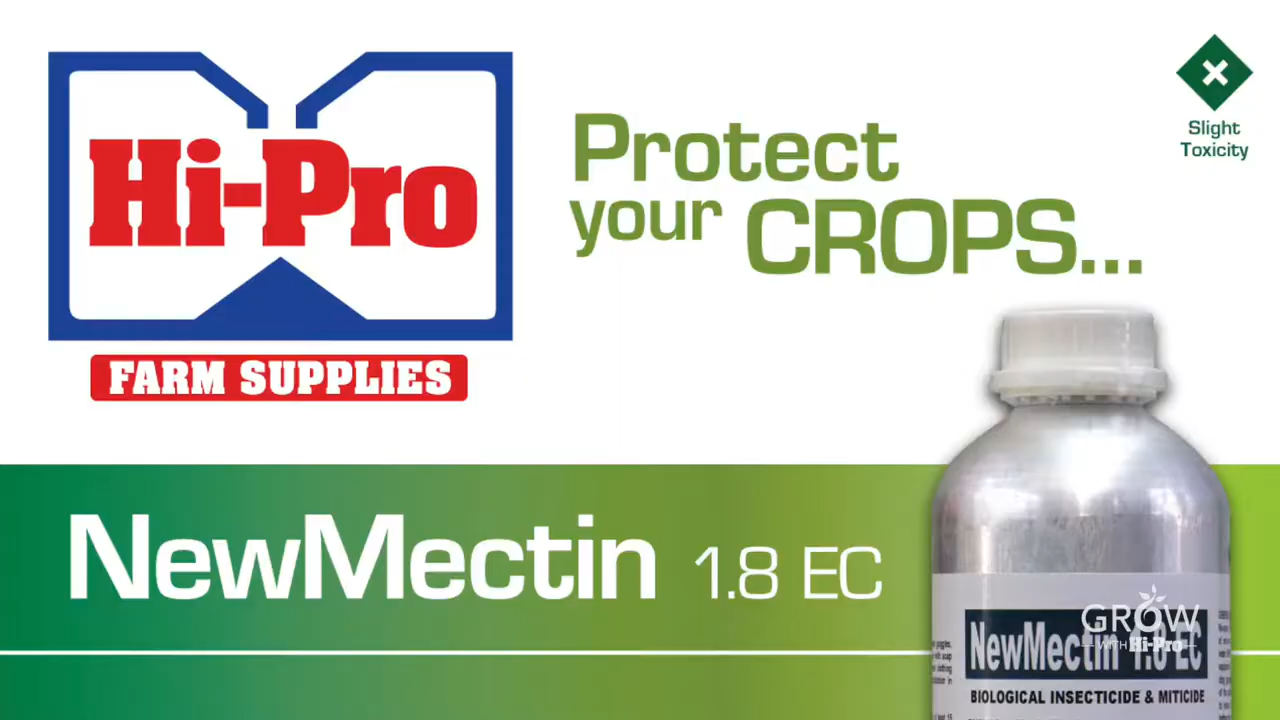 Hi-Pro
FARM SUPPLIES
Protect
your CROPS...
Slight
Toxicity
NewMectin 1.8 EC
NewMectin 1.8 EC
BIOLOGICAL INSECTICIDE & MITICIDE
GROW
WITH Hi-Pro